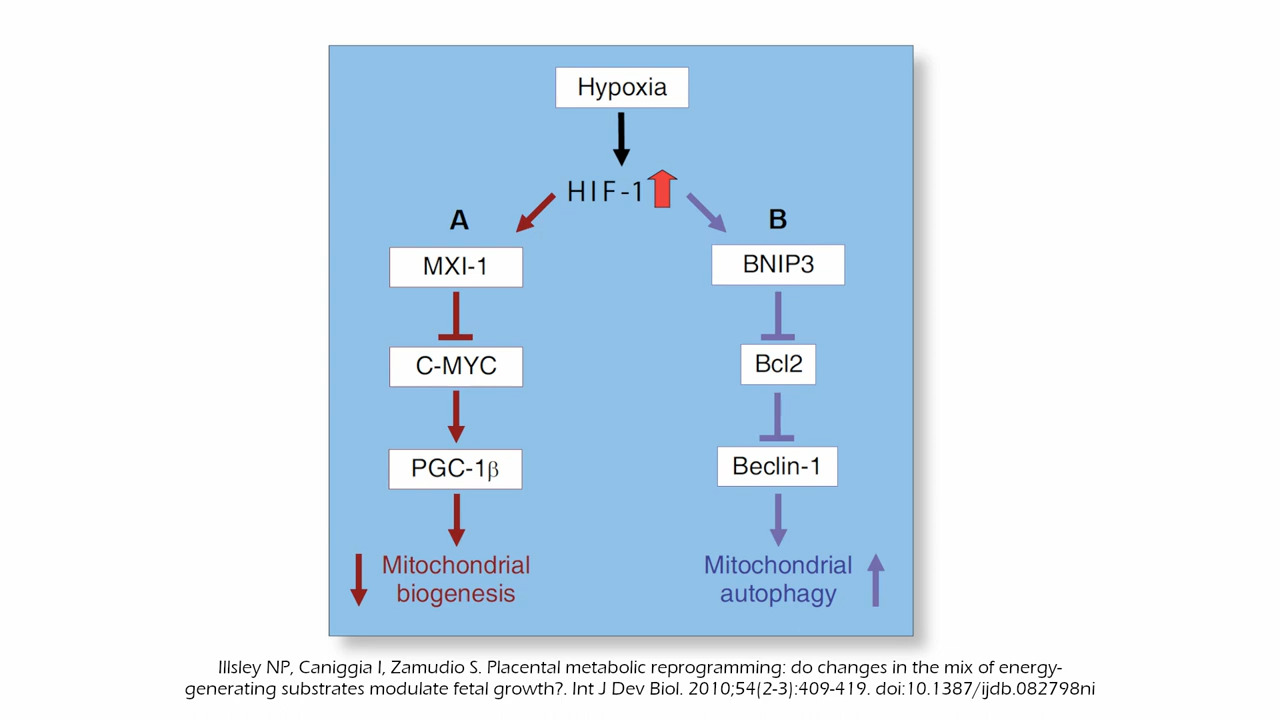 Hypoxia
HIF-1
A
B
MXI-1
BNIP3
C-MYC
Bcl2
PGC-1β
Beclin-1
Mitochondrial
biogenesis
Mitochondrial
autophagy
Illsley NP, Caniggia I, Zamudio S. Placental metabolic reprogramming: do changes in the mix of energy-
generating substrates modulate fetal growth?. Int J Dev Biol. 2010;54(2-3):409-419. doi:10.1387/ijdb.082798ni